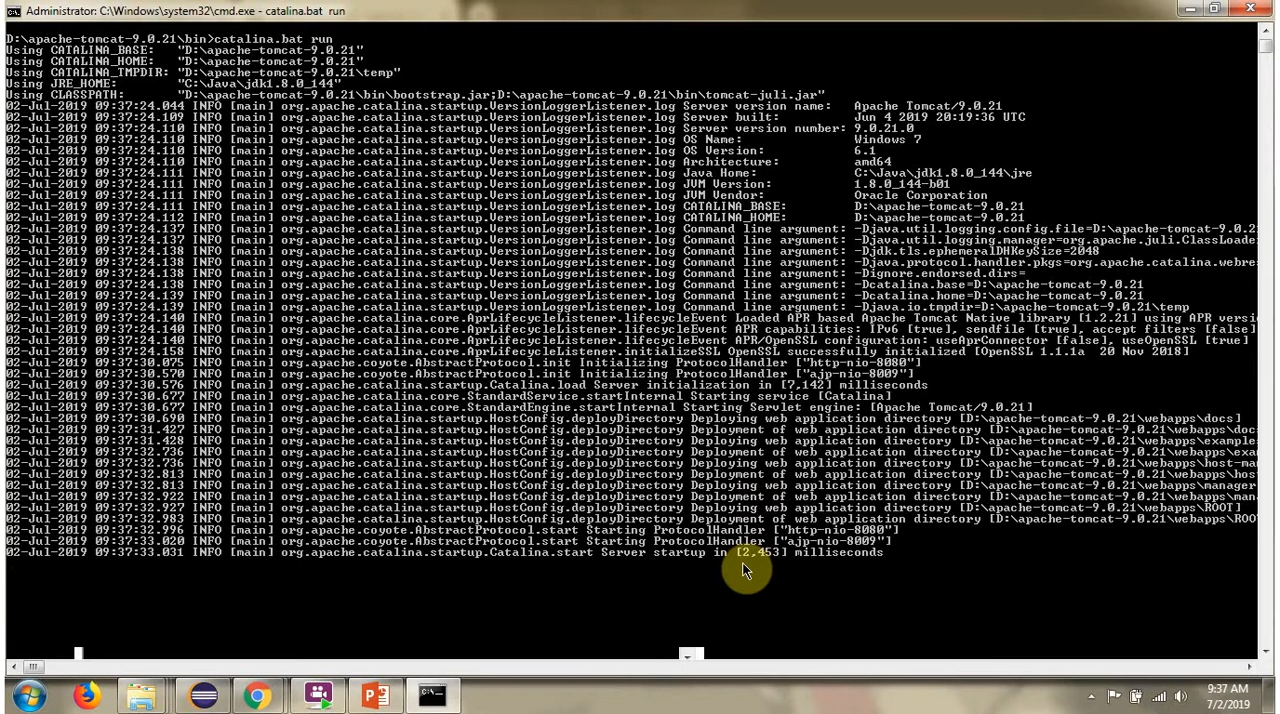 Administrator: C:\Windows\system32\cmd.exe - catalina.bat run
D:\apache-tomcat-9.0.21\bin>catalina.bat run
Using CATALINA_BASE: "D:\apache-tomcat-9.0.21"
Using CATALINA_HOME: "D:\apache-tomcat-9.0.21"
Using CATALINA_TMPDIR: "D:\apache-tomcat-9.0.21\temp"
Using JRE_HOME: "C:\Java\jdk1.8.0_144"
Using CLASSPATH: "D:\apache-tomcat-9.0.21\bin\bootstrap.jar;D:\apache-tomcat-9.0.21\bin\tomcat-juli.jar"
02-Jul-2019 09:37:24.044 INFO [main] org.apache.catalina.startup.VersionLoggerListener.log Server version name: Apache Tomcat/9.0.21
02-Jul-2019 09:37:24.109 INFO [main] org.apache.catalina.startup.VersionLoggerListener.log Server built: Jun 4 2019 20:19:36 UTC
02-Jul-2019 09:37:24.110 INFO [main] org.apache.catalina.startup.VersionLoggerListener.log Server version number: 9.0.21.0
02-Jul-2019 09:37:24.110 INFO [main] org.apache.catalina.startup.VersionLoggerListener.log OS Name: Windows 7
02-Jul-2019 09:37:24.110 INFO [main] org.apache.catalina.startup.VersionLoggerListener.log OS Version: 6.1
02-Jul-2019 09:37:24.110 INFO [main] org.apache.catalina.startup.VersionLoggerListener.log Architecture: amd64
02-Jul-2019 09:37:24.111 INFO [main] org.apache.catalina.startup.VersionLoggerListener.log Java Home: C:\Java\jdk1.8.0_144\jre
02-Jul-2019 09:37:24.111 INFO [main] org.apache.catalina.startup.VersionLoggerListener.log JVM Version: 1.8.0_144-b01
02-Jul-2019 09:37:24.111 INFO [main] org.apache.catalina.startup.VersionLoggerListener.log JVM Vendor: Oracle Corporation
02-Jul-2019 09:37:24.111 INFO [main] org.apache.catalina.startup.VersionLoggerListener.log CATALINA_BASE: D:\apache-tomcat-9.0.21
02-Jul-2019 09:37:24.112 INFO [main] org.apache.catalina.startup.VersionLoggerListener.log CATALINA_HOME: D:\apache-tomcat-9.0.21
02-Jul-2019 09:37:24.137 INFO [main] org.apache.catalina.startup.VersionLoggerListener.log Command line argument: -Djava.util.logging.config.file=D:\apache-tomcat-9.0.2
02-Jul-2019 09:37:24.137 INFO [main] org.apache.catalina.startup.VersionLoggerListener.log Command line argument: -Djava.util.logging.manager=org.apache.juli.ClassLoade
02-Jul-2019 09:37:24.138 INFO [main] org.apache.catalina.startup.VersionLoggerListener.log Command line argument: -Djdk.tls.ephemeralDHKeySize=2048
02-Jul-2019 09:37:24.138 INFO [main] org.apache.catalina.startup.VersionLoggerListener.log Command line argument: -Djava.protocol.handler.pkgs=org.apache.catalina.webre
02-Jul-2019 09:37:24.138 INFO [main] org.apache.catalina.startup.VersionLoggerListener.log Command line argument: -Dignore.endorsed.dirs=
02-Jul-2019 09:37:24.138 INFO [main] org.apache.catalina.startup.VersionLoggerListener.log Command line argument: -Dcatalina.base=D:\apache-tomcat-9.0.21
02-Jul-2019 09:37:24.139 INFO [main] org.apache.catalina.startup.VersionLoggerListener.log Command line argument: -Dcatalina.home=D:\apache-tomcat-9.0.21
02-Jul-2019 09:37:24.139 INFO [main] org.apache.catalina.startup.VersionLoggerListener.log Command line argument: -Djava.io.tmpdir=D:\apache-tomcat-9.0.21\temp
02-Jul-2019 09:37:24.140 INFO [main] org.apache.catalina.core.AprLifecycleListener.lifecycleEvent Loaded APR based Apache Native library [1.2.21] using APR versi
02-Jul-2019 09:37:24.140 INFO [main] org.apache.catalina.core.AprLifecycleListener.lifecycleEvent APR capabilities: IPv6 [true], sendfile [true], accept filters [false]
02-Jul-2019 09:37:24.140 INFO [main] org.apache.catalina.core.AprLifecycleListener.lifecycleEvent APR/OpenSSL configuration: useAprConnector [false], useOpenSSL [true]
02-Jul-2019 09:37:24.158 INFO [main] org.apache.catalina.core.AprLifecycleListener.initializeSSL OpenSSL successfully initialized [OpenSSL 1.1.1a 20 Nov 2018]
02-Jul-2019 09:37:30.075 INFO [main] org.apache.coyote.AbstractProtocol.init Initializing ProtocolHandler ["http-nio-8080"]
02-Jul-2019 09:37:30.570 INFO [main] org.apache.coyote.AbstractProtocol.init Initializing ProtocolHandler ["ajp-nio-8009"]
02-Jul-2019 09:37:30.576 INFO [main] org.apache.catalina.startup.Catalina.load Server initialization in [7,142] milliseconds
02-Jul-2019 09:37:30.677 INFO [main] org.apache.catalina.core.StandardService.startInternal Starting service [Catalina]
02-Jul-2019 09:37:30.677 INFO [main] org.apache.catalina.core.StandardEngine.startInternal Starting Servlet engine: [Apache Tomcat/9.0.21]
02-Jul-2019 09:37:30.690 INFO [main] org.apache.catalina.startup.HostConfig.deployDirectory Deploying web application directory [D:\apache-tomcat-9.0.21\webapps\docs]
02-Jul-2019 09:37:31.427 INFO [main] org.apache.catalina.startup.HostConfig.deployDirectory Deployment of web application directory [D:\apache-tomcat-9.0.21\webapps\doc
02-Jul-2019 09:37:31.428 INFO [main] org.apache.catalina.startup.HostConfig.deployDirectory Deploying web application directory [D:\apache-tomcat-9.0.21\webapps\example
02-Jul-2019 09:37:32.736 INFO [main] org.apache.catalina.startup.HostConfig.deployDirectory Deployment of web application directory [D:\apache-tomcat-9.0.21\webapps\exa
02-Jul-2019 09:37:32.736 INFO [main] org.apache.catalina.startup.HostConfig.deployDirectory Deploying web application directory [D:\apache-tomcat-9.0.21\webapps\host-ma
02-Jul-2019 09:37:32.813 INFO [main] org.apache.catalina.startup.HostConfig.deployDirectory Deployment of web application directory [D:\apache-tomcat-9.0.21\webapps\hos
02-Jul-2019 09:37:32.813 INFO [main] org.apache.catalina.startup.HostConfig.deployDirectory Deploying web application directory [D:\apache-tomcat-9.0.21\webapps\manager
02-Jul-2019 09:37:32.922 INFO [main] org.apache.catalina.startup.HostConfig.deployDirectory Deployment of web application directory [D:\apache-tomcat-9.0.21\webapps\man
02-Jul-2019 09:37:32.927 INFO [main] org.apache.catalina.startup.HostConfig.deployDirectory Deploying web application directory [D:\apache-tomcat-9.0.21\webapps\ROOT]
02-Jul-2019 09:37:32.983 INFO [main] org.apache.catalina.startup.HostConfig.deployDirectory Deployment of web application directory [D:\apache-tomcat-9.0.21\webapps\ROO
02-Jul-2019 09:37:32.996 INFO [main] org.apache.coyote.AbstractProtocol.start Starting ProtocolHandler ["http-nio-8080"]
02-Jul-2019 09:37:33.020 INFO [main] org.apache.coyote.AbstractProtocol.start Starting ProtocolHandler ["ajp-nio-8009"]
02-Jul-2019 09:37:33.031 INFO [main] org.apache.catalina.startup.Catalina.start Server startup in [2,453] milliseconds
9:37 AM
7/2/2019